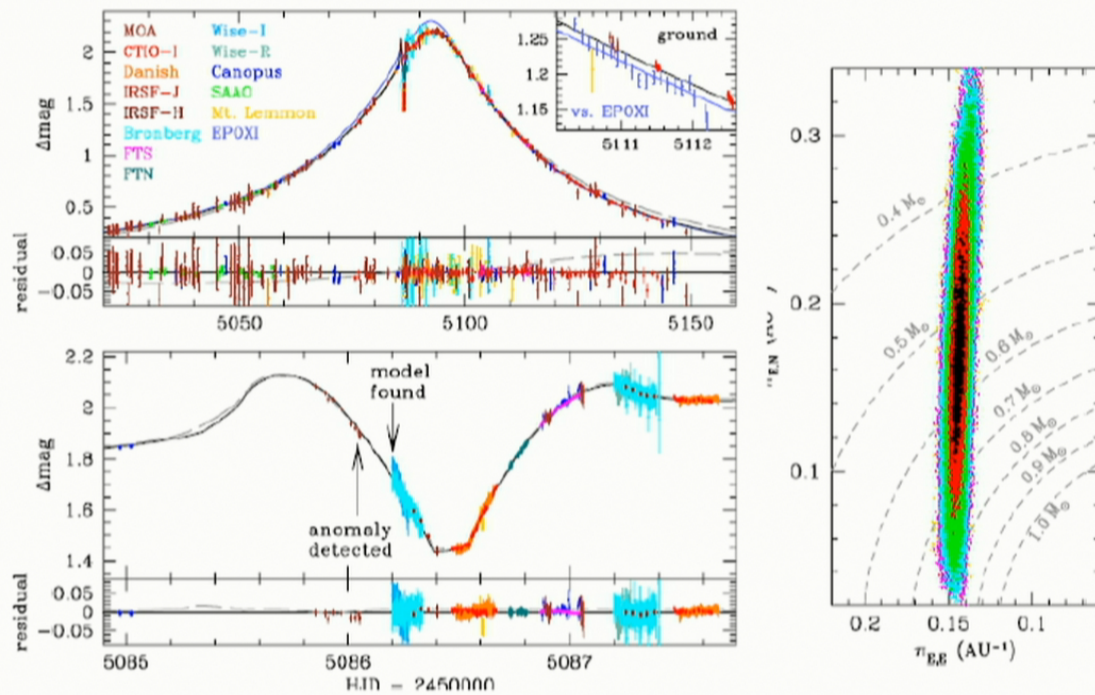 MOA Wise-I
CTIO-I Wise-R
Danish Canopus
IRSF-J SAAO
IRSF-H Mt. Lemmon
Bronberg EPOXI
FTS
FTN
ground
vs. EPOXI
1.25
1.2
1.15
5111 5112
Δmag
2
1.5
1
0.5
residual
0.05
0
-0.05
5050 5100 5150
model
found
anomaly
detected
Δmag
2.2
2
1.8
1.6
1.4
residual
0.05
0
-0.05
5085 5086 5087
HJD - 2450000
0.3
0.2
0.1
0.4 M⊙
0.5 M⊙
0.6 M⊙
0.7 M⊙
0.8 M⊙
0.9 M⊙
1.0 M⊙
0.2 0.15 0.1
π_E,E (AU⁻¹)